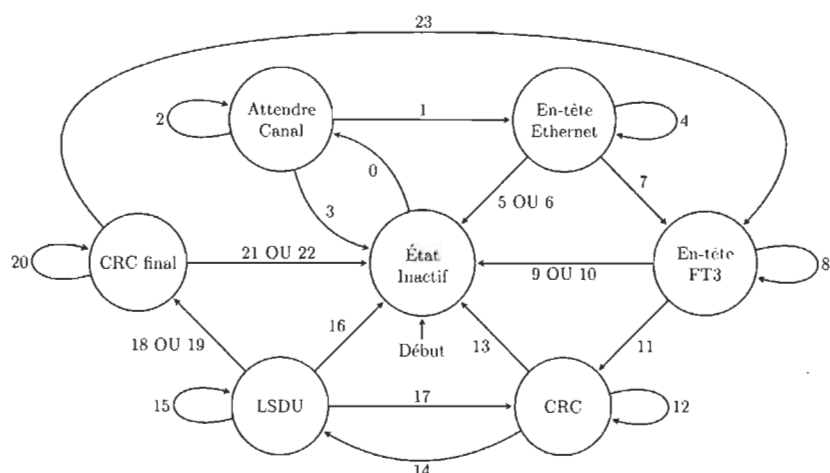 23
Attendre
Canal
En-tête
Ethernet
2
1
4
0
5 OU 6
7
3
CRC final
État
Inactif
En-tête
FT3
20
21 OU 22
9 OU 10
8
18 OU 19
16
Début
13
11
15
LSDU
17
CRC
12
14